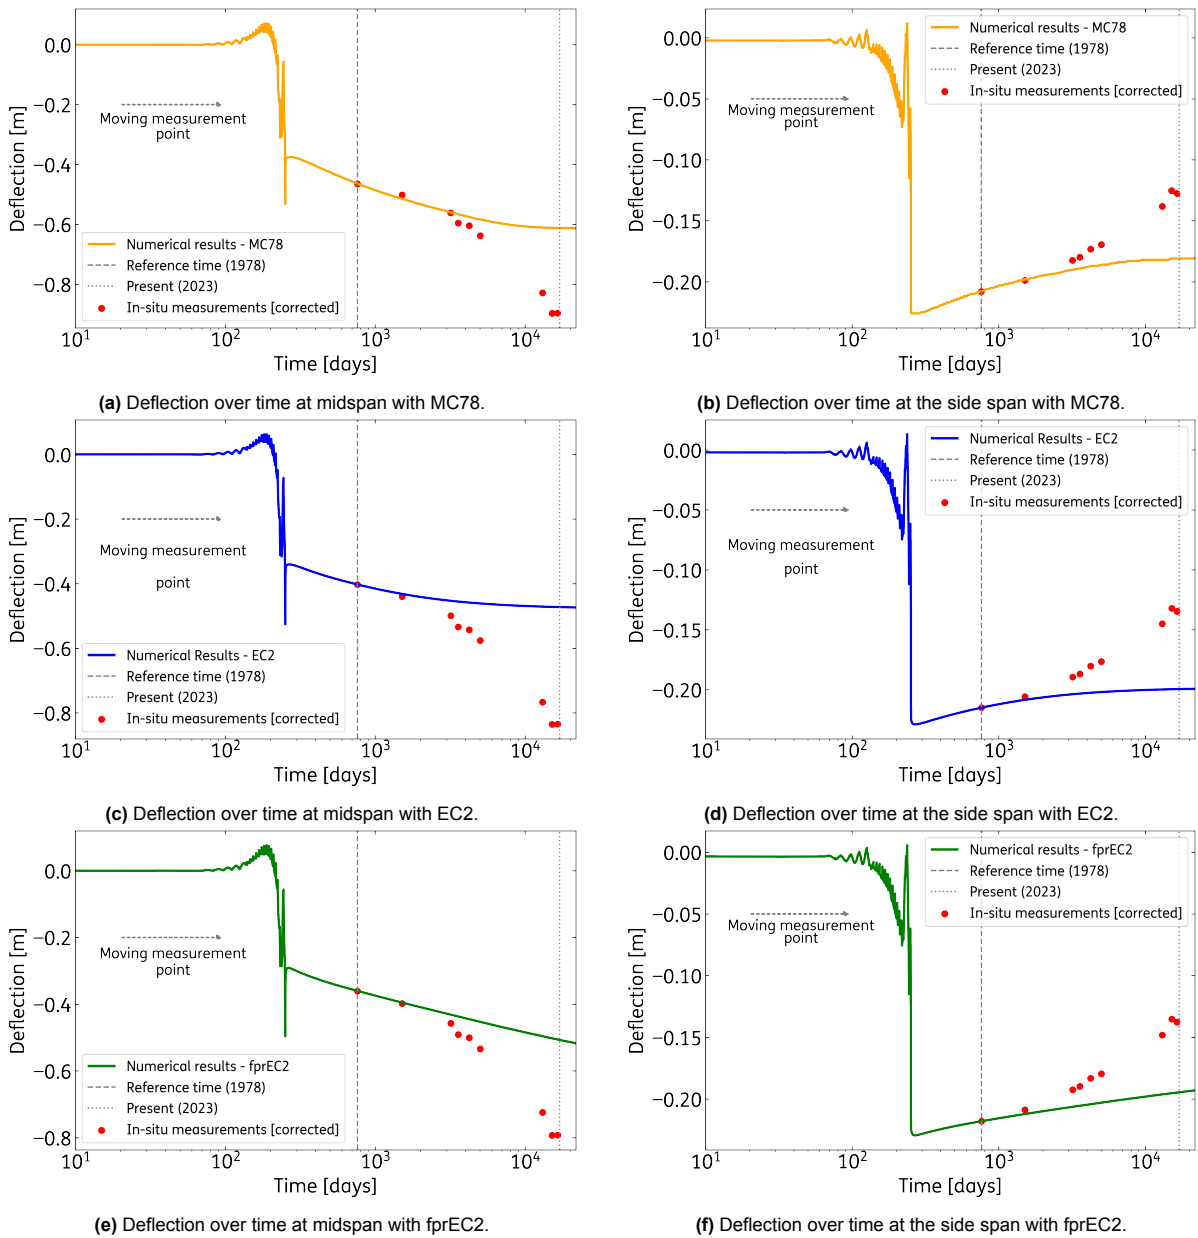 0.0
−0.2
−0.4
−0.6
−0.8
Deflection [m]
Moving measurement
point
Numerical results - MC78
Reference time (1978)
Present (2023)
In-situ measurements [corrected]
10¹ 10² 10³ 10⁴
Time [days]
(a) Deflection over time at midspan with MC78.
0.00
−0.05
−0.10
−0.15
−0.20
Deflection [m]
Moving measurement
point
Numerical results - MC78
Reference time (1978)
Present (2023)
In-situ measurements [corrected]
10¹ 10² 10³ 10⁴
Time [days]
(b) Deflection over time at the side span with MC78.
0.0
−0.2
−0.4
−0.6
−0.8
Deflection [m]
Moving measurement
point
Numerical Results - EC2
Reference time (1978)
Present (2023)
In-situ measurements [corrected]
10¹ 10² 10³ 10⁴
Time [days]
(c) Deflection over time at midspan with EC2.
0.00
−0.05
−0.10
−0.15
−0.20
Deflection [m]
Moving measurement
point
Numerical Results - EC2
Reference time (1978)
Present (2023)
In-situ measurements [corrected]
10¹ 10² 10³ 10⁴
Time [days]
(d) Deflection over time at the side span with EC2.
0.0
−0.2
−0.4
−0.6
−0.8
Deflection [m]
Moving measurement
point
Numerical results - fprEC2
Reference time (1978)
Present (2023)
In-situ measurements [corrected]
10¹ 10² 10³ 10⁴
Time [days]
(e) Deflection over time at midspan with fprEC2.
0.00
−0.05
−0.10
−0.15
−0.20
Deflection [m]
Moving measurement
point
Numerical results - fprEC2
Reference time (1978)
Present (2023)
In-situ measurements [corrected]
10¹ 10² 10³ 10⁴
Time [days]
(f) Deflection over time at the side span with fprEC2.